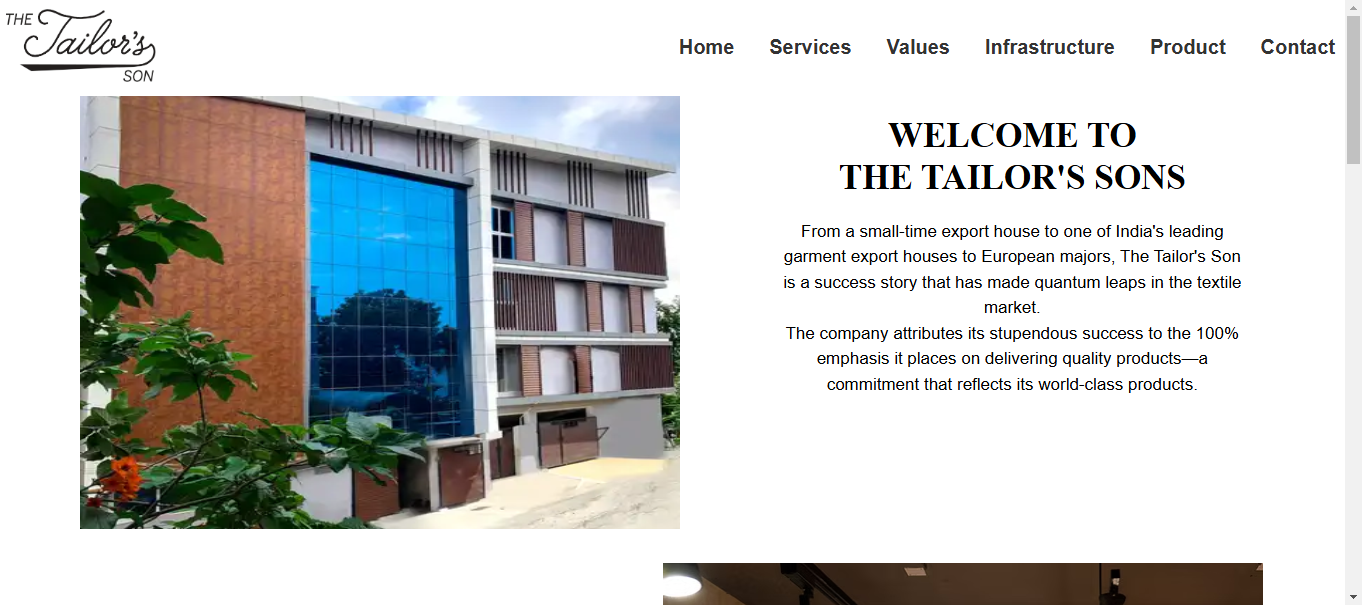 THE
Tailor's
SON
Home Services Values Infrastructure Product Contact
WELCOME TO
THE TAILOR'S SONS
From a small-time export house to one of India's leading
garment export houses to European majors, The Tailor's Son
is a success story that has made quantum leaps in the textile
market.
The company attributes its stupendous success to the 100%
emphasis it places on delivering quality products—a
commitment that reflects its world-class products.